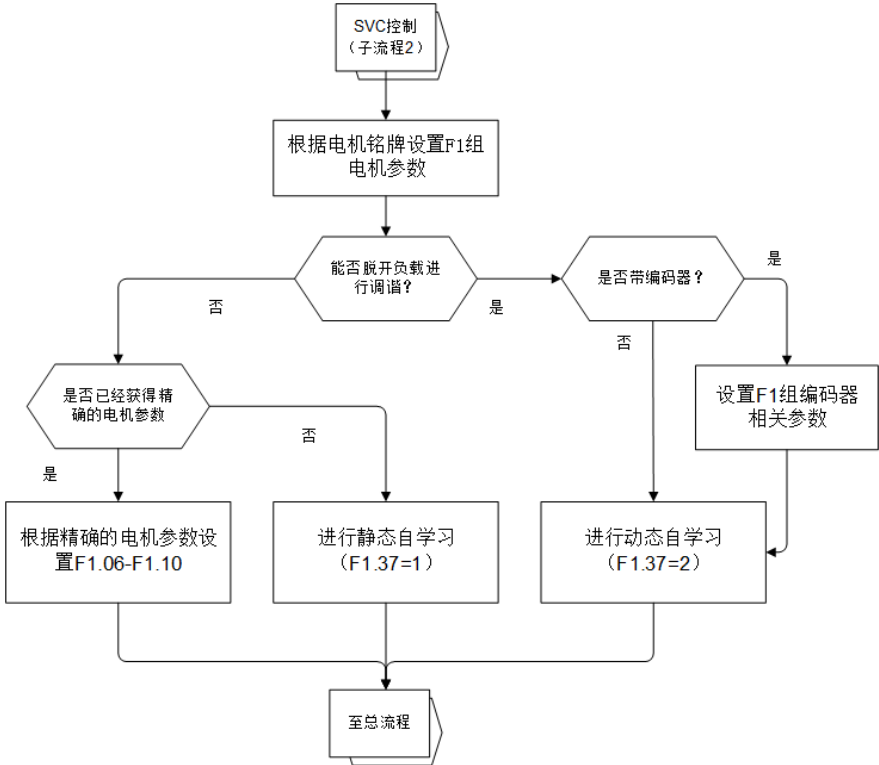 SVC控制
（子流程2）
根据电机铭牌设置F1组
电机参数
能否脱开负载进
行调谐？
是否带编码器？
是
否
是
否
是否已经获得精
确的电机参数
设置F1组编码器
相关参数
否
是
根据精确的电机参数设
置F1.06-F1.10
进行静态自学习
（F1.37=1）
进行动态自学习
（F1.37=2）
至总流程